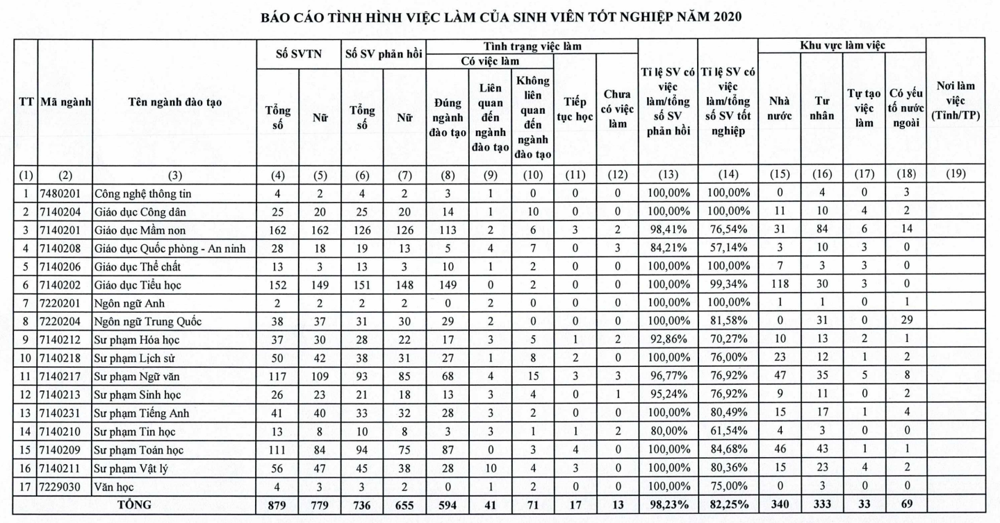 BÁO CÁO TÌNH HÌNH VIỆC LÀM CỦA SINH VIÊN TỐT NGHIỆP NĂM 2020
TT Mã ngành Tên ngành đào tạo Số SVTN Số SV phản hồi Tình trạng việc làm Tỉ lệ SV có việc làm/tổng số SV phản hồi Tỉ lệ SV có việc làm/tổng số SV tốt nghiệp Khu vực làm việc Nơi làm việc (Tỉnh/TP)
Có việc làm Tiếp tục học Chưa có việc làm
Tổng số Nữ Tổng số Nữ Đúng ngành đào tạo Liên quan đến ngành đào tạo Không liên quan đến ngành đào tạo Nhà nước Tư nhân Tự tạo việc làm Có yếu tố nước ngoài
(1) (2) (3) (4) (5) (6) (7) (8) (9) (10) (11) (12) (13) (14) (15) (16) (17) (18) (19)
1 7480201 Công nghệ thông tin 4 2 4 2 3 1 0 0 0 100,00% 100,00% 0 4 0 3
2 7140204 Giáo dục Công dân 25 20 25 20 14 1 10 0 0 100,00% 100,00% 11 10 4 2
3 7140201 Giáo dục Mầm non 162 162 126 126 113 2 6 3 2 98,41% 76,54% 31 84 6 14
4 7140208 Giáo dục Quốc phòng - An ninh 28 18 19 13 5 4 7 0 3 84,21% 57,14% 3 10 3 0
5 7140206 Giáo dục Thể chất 13 3 13 3 10 1 2 0 0 100,00% 100,00% 7 3 3 0
6 7140202 Giáo dục Tiểu học 152 149 151 148 149 0 2 0 0 100,00% 99,34% 118 30 3 0
7 7220201 Ngôn ngữ Anh 2 2 2 2 0 2 0 0 0 100,00% 100,00% 1 1 0 1
8 7220204 Ngôn ngữ Trung Quốc 38 37 31 30 29 2 0 0 0 100,00% 81,58% 0 31 0 29
9 7140212 Sư phạm Hóa học 37 30 28 22 17 3 5 1 2 92,86% 70,27% 10 13 2 1
10 7140218 Sư phạm Lịch sử 50 42 38 31 27 1 8 2 0 100,00% 76,00% 23 12 1 2
11 7140217 Sư phạm Ngữ văn 117 109 93 85 68 4 15 3 3 96,77% 76,92% 47 35 5 8
12 7140213 Sư phạm Sinh học 26 23 21 18 13 3 4 0 1 95,24% 76,92% 9 11 0 2
13 7140231 Sư phạm Tiếng Anh 41 40 33 32 28 3 2 0 0 100,00% 80,49% 15 17 1 4
14 7140210 Sư phạm Tin học 13 8 10 8 3 3 1 1 2 80,00% 61,54% 4 3 0 0
15 7140209 Sư phạm Toán học 111 84 94 75 87 0 3 4 0 100,00% 84,68% 46 43 1 1
16 7140211 Sư phạm Vật lý 56 47 45 38 28 10 4 3 0 100,00% 80,36% 15 23 4 2
17 7229030 Văn học 4 3 3 2 0 1 2 0 0 100,00% 75,00% 0 3 0 0
TỔNG 879 779 736 655 594 41 71 17 13 98,23% 82,25% 340 333 33 69